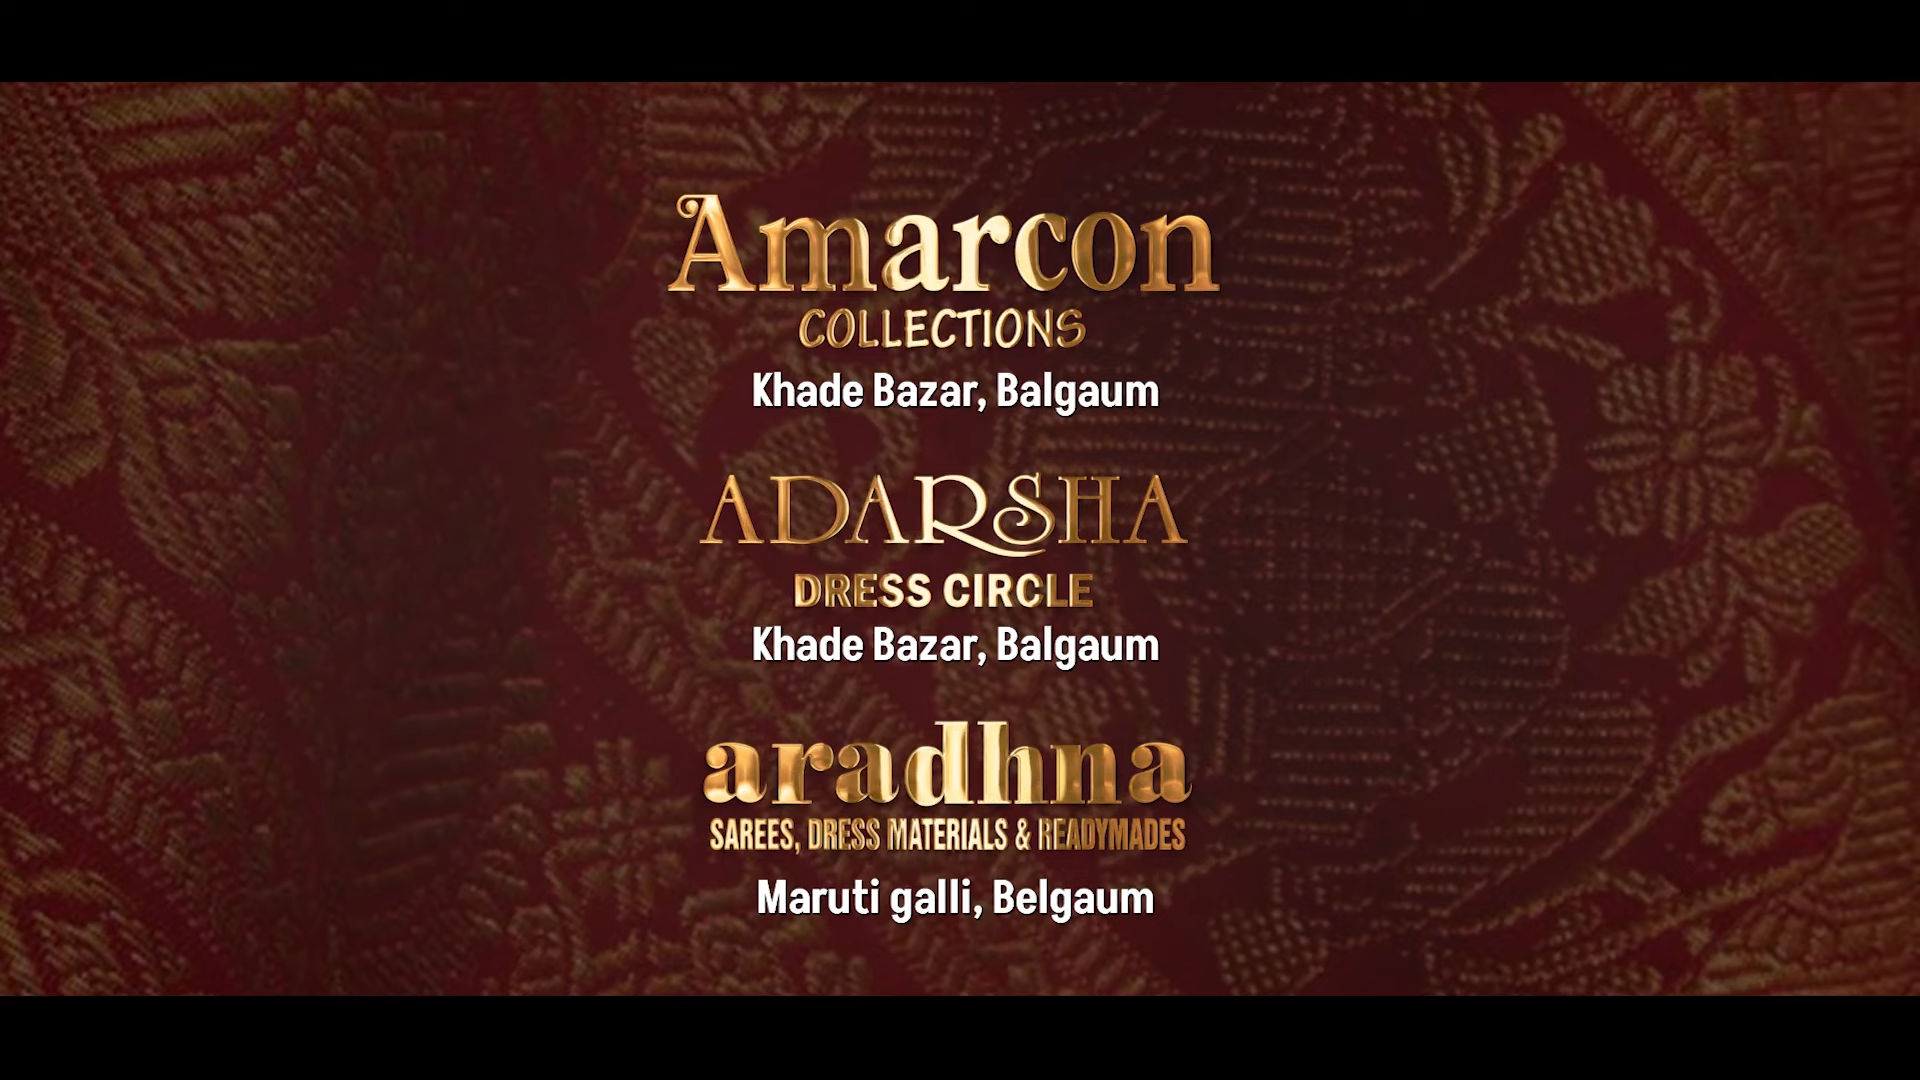 Amarcon
COLLECTIONS
Khade Bazar, Balgaum
ADARSHA
DRESS CIRCLE
Khade Bazar, Balgaum
aradhna
SAREES, DRESS MATERIALS & READYMADES
Maruti galli, Belgaum